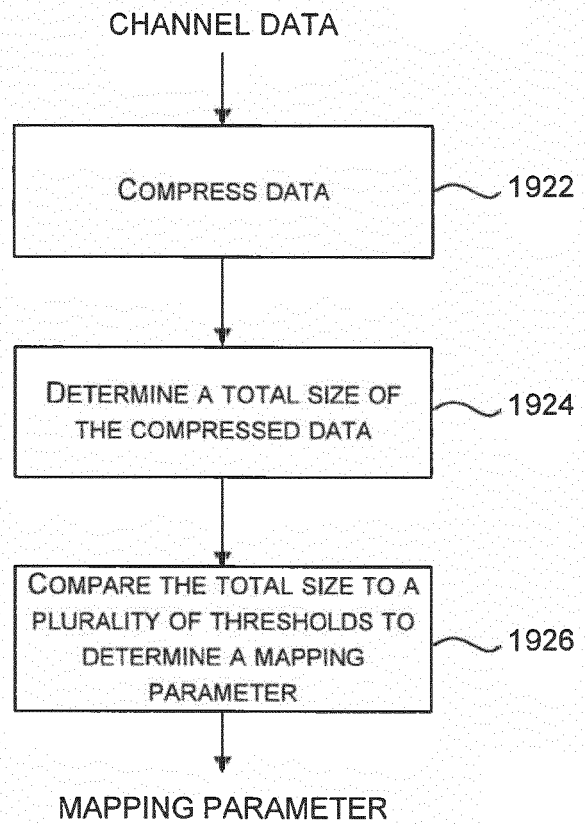 CHANNEL DATA
COMPRESS DATA
1922
DETERMINE A TOTAL SIZE OF
THE COMPRESSED DATA
1924
COMPARE THE TOTAL SIZE TO A
PLURALITY OF THRESHOLDS TO
DETERMINE A MAPPING
PARAMETER
1926
MAPPING PARAMETER